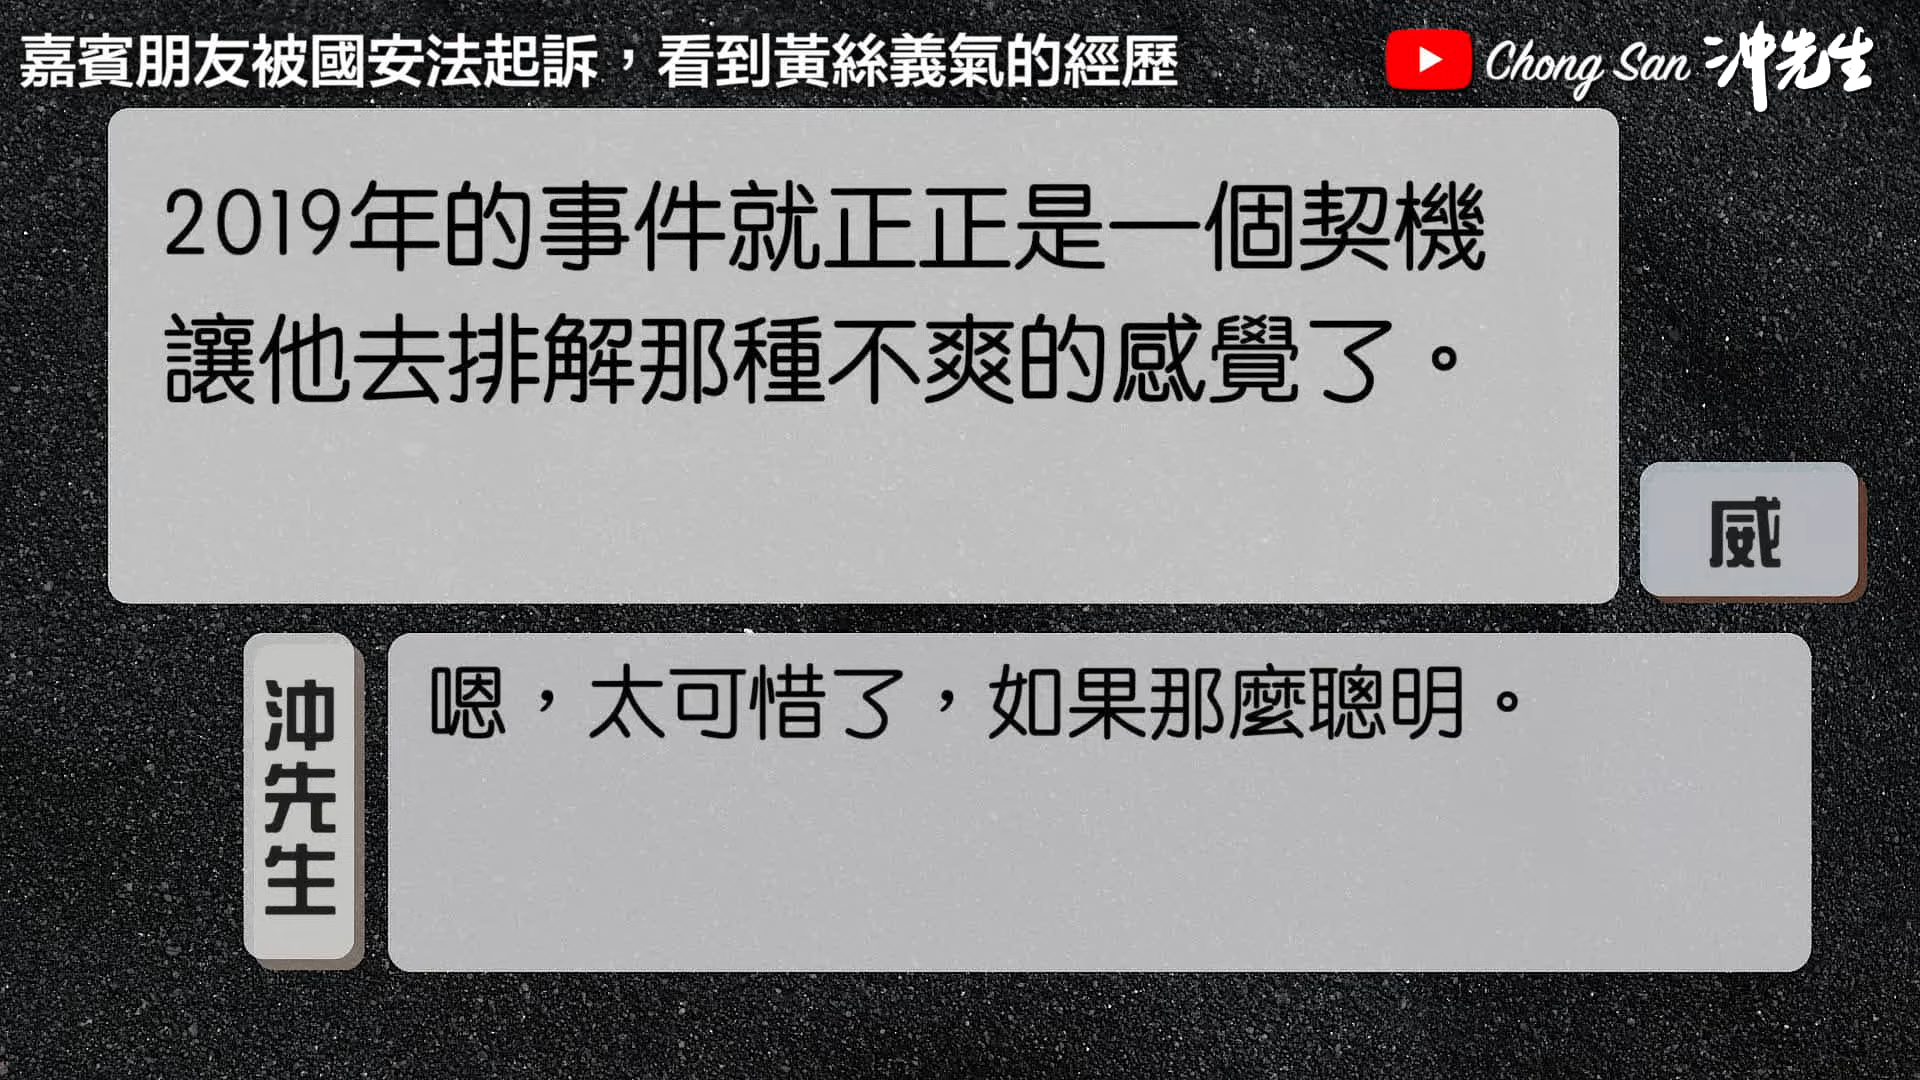 嘉賓朋友被國安法起訴，看到黃絲義氣的經歷
Chong San 沖先生
2019年的事件就正正是一個契機
讓他去排解那種不爽的感覺了。
威
沖先生
嗯，太可惜了，如果那麼聰明。